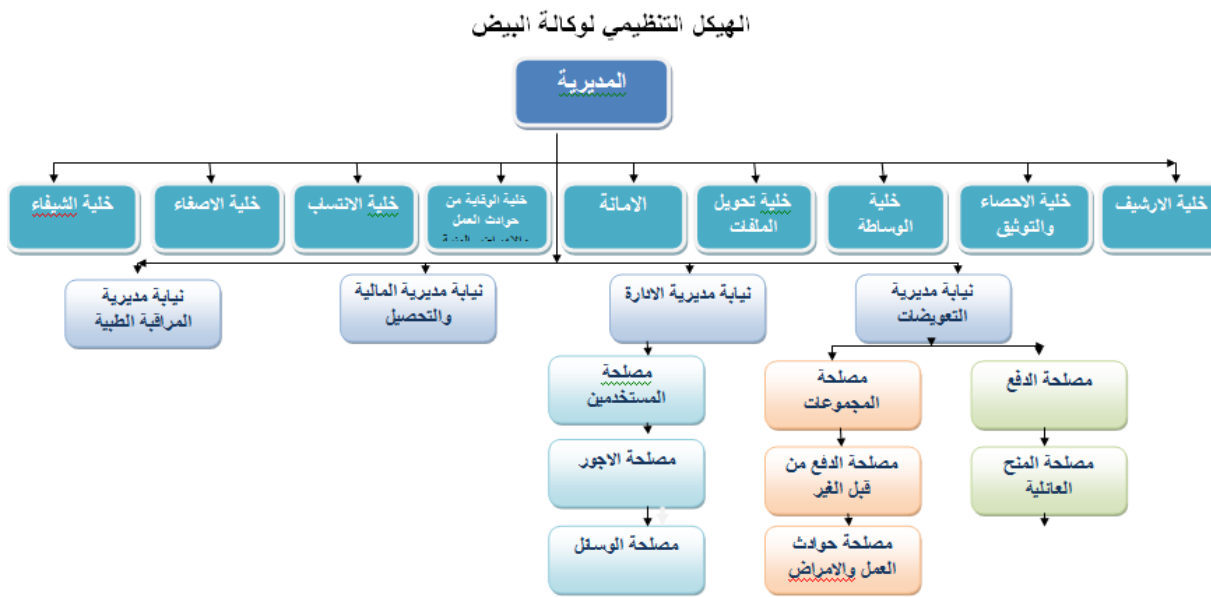 الهيكل التنظيمي لوكالة البيض
المديرية
خلية الارشيف
خلية الاحصاء
والتوثيق
خلية
الوساطة
خلية تحويل
الملفات
الامانة
خلية الوقاية من
حوادث العمل
خلية الانتسب
خلية الاصغاء
خلية الشيفاء
نيابة مديرية
التعويضات
نيابة مديرية الادارة
نيابة مديرية المالية
والتحصيل
نيابة مديرية
المراقبة الطبية
مصلحة الدفع
مصلحة
المجموعات
مصلحة
المستخدمين
مصلحة المنح
العائلية
مصلحة الدفع من
قبل الغير
مصلحة الاجور
مصلحة حوادث
العمل والامراض
مصلحة الوسائل